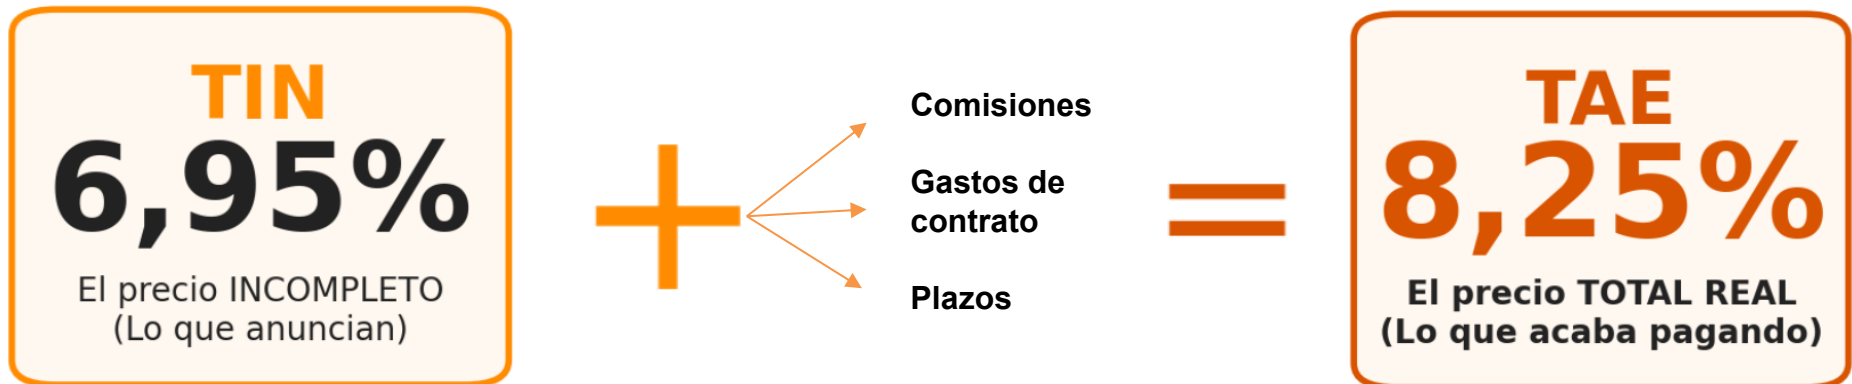 TIN
6,95%
El precio INCOMPLETO
(Lo que anuncian)
+
Comisiones
Gastos de
contrato
Plazos
=
TAE
8,25%
El precio TOTAL REAL
(Lo que acaba pagando)